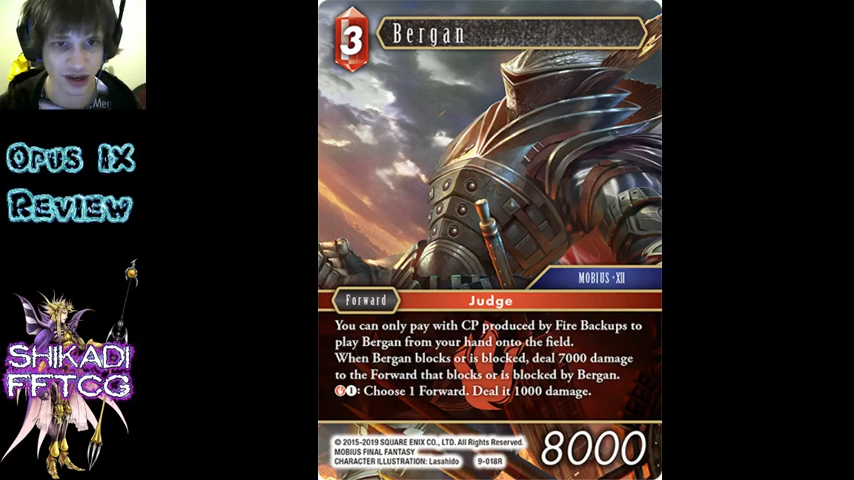 Mer
Opus IX
Review
SHIKADI
FFTCG
3
Bergan
MOBIUS · XII
Forward
Judge
You can only pay with CP produced by Fire Backups to
play Bergan from your hand onto the field.
When Bergan blocks or is blocked, deal 7000 damage
to the Forward that blocks or is blocked by Bergan.
1: Choose 1 Forward. Deal it 1000 damage.
© 2015-2019 SQUARE ENIX CO., LTD. All Rights Reserved.
MOBIUS FINAL FANTASY
CHARACTER ILLUSTRATION: Lasahido
9-018R
8000